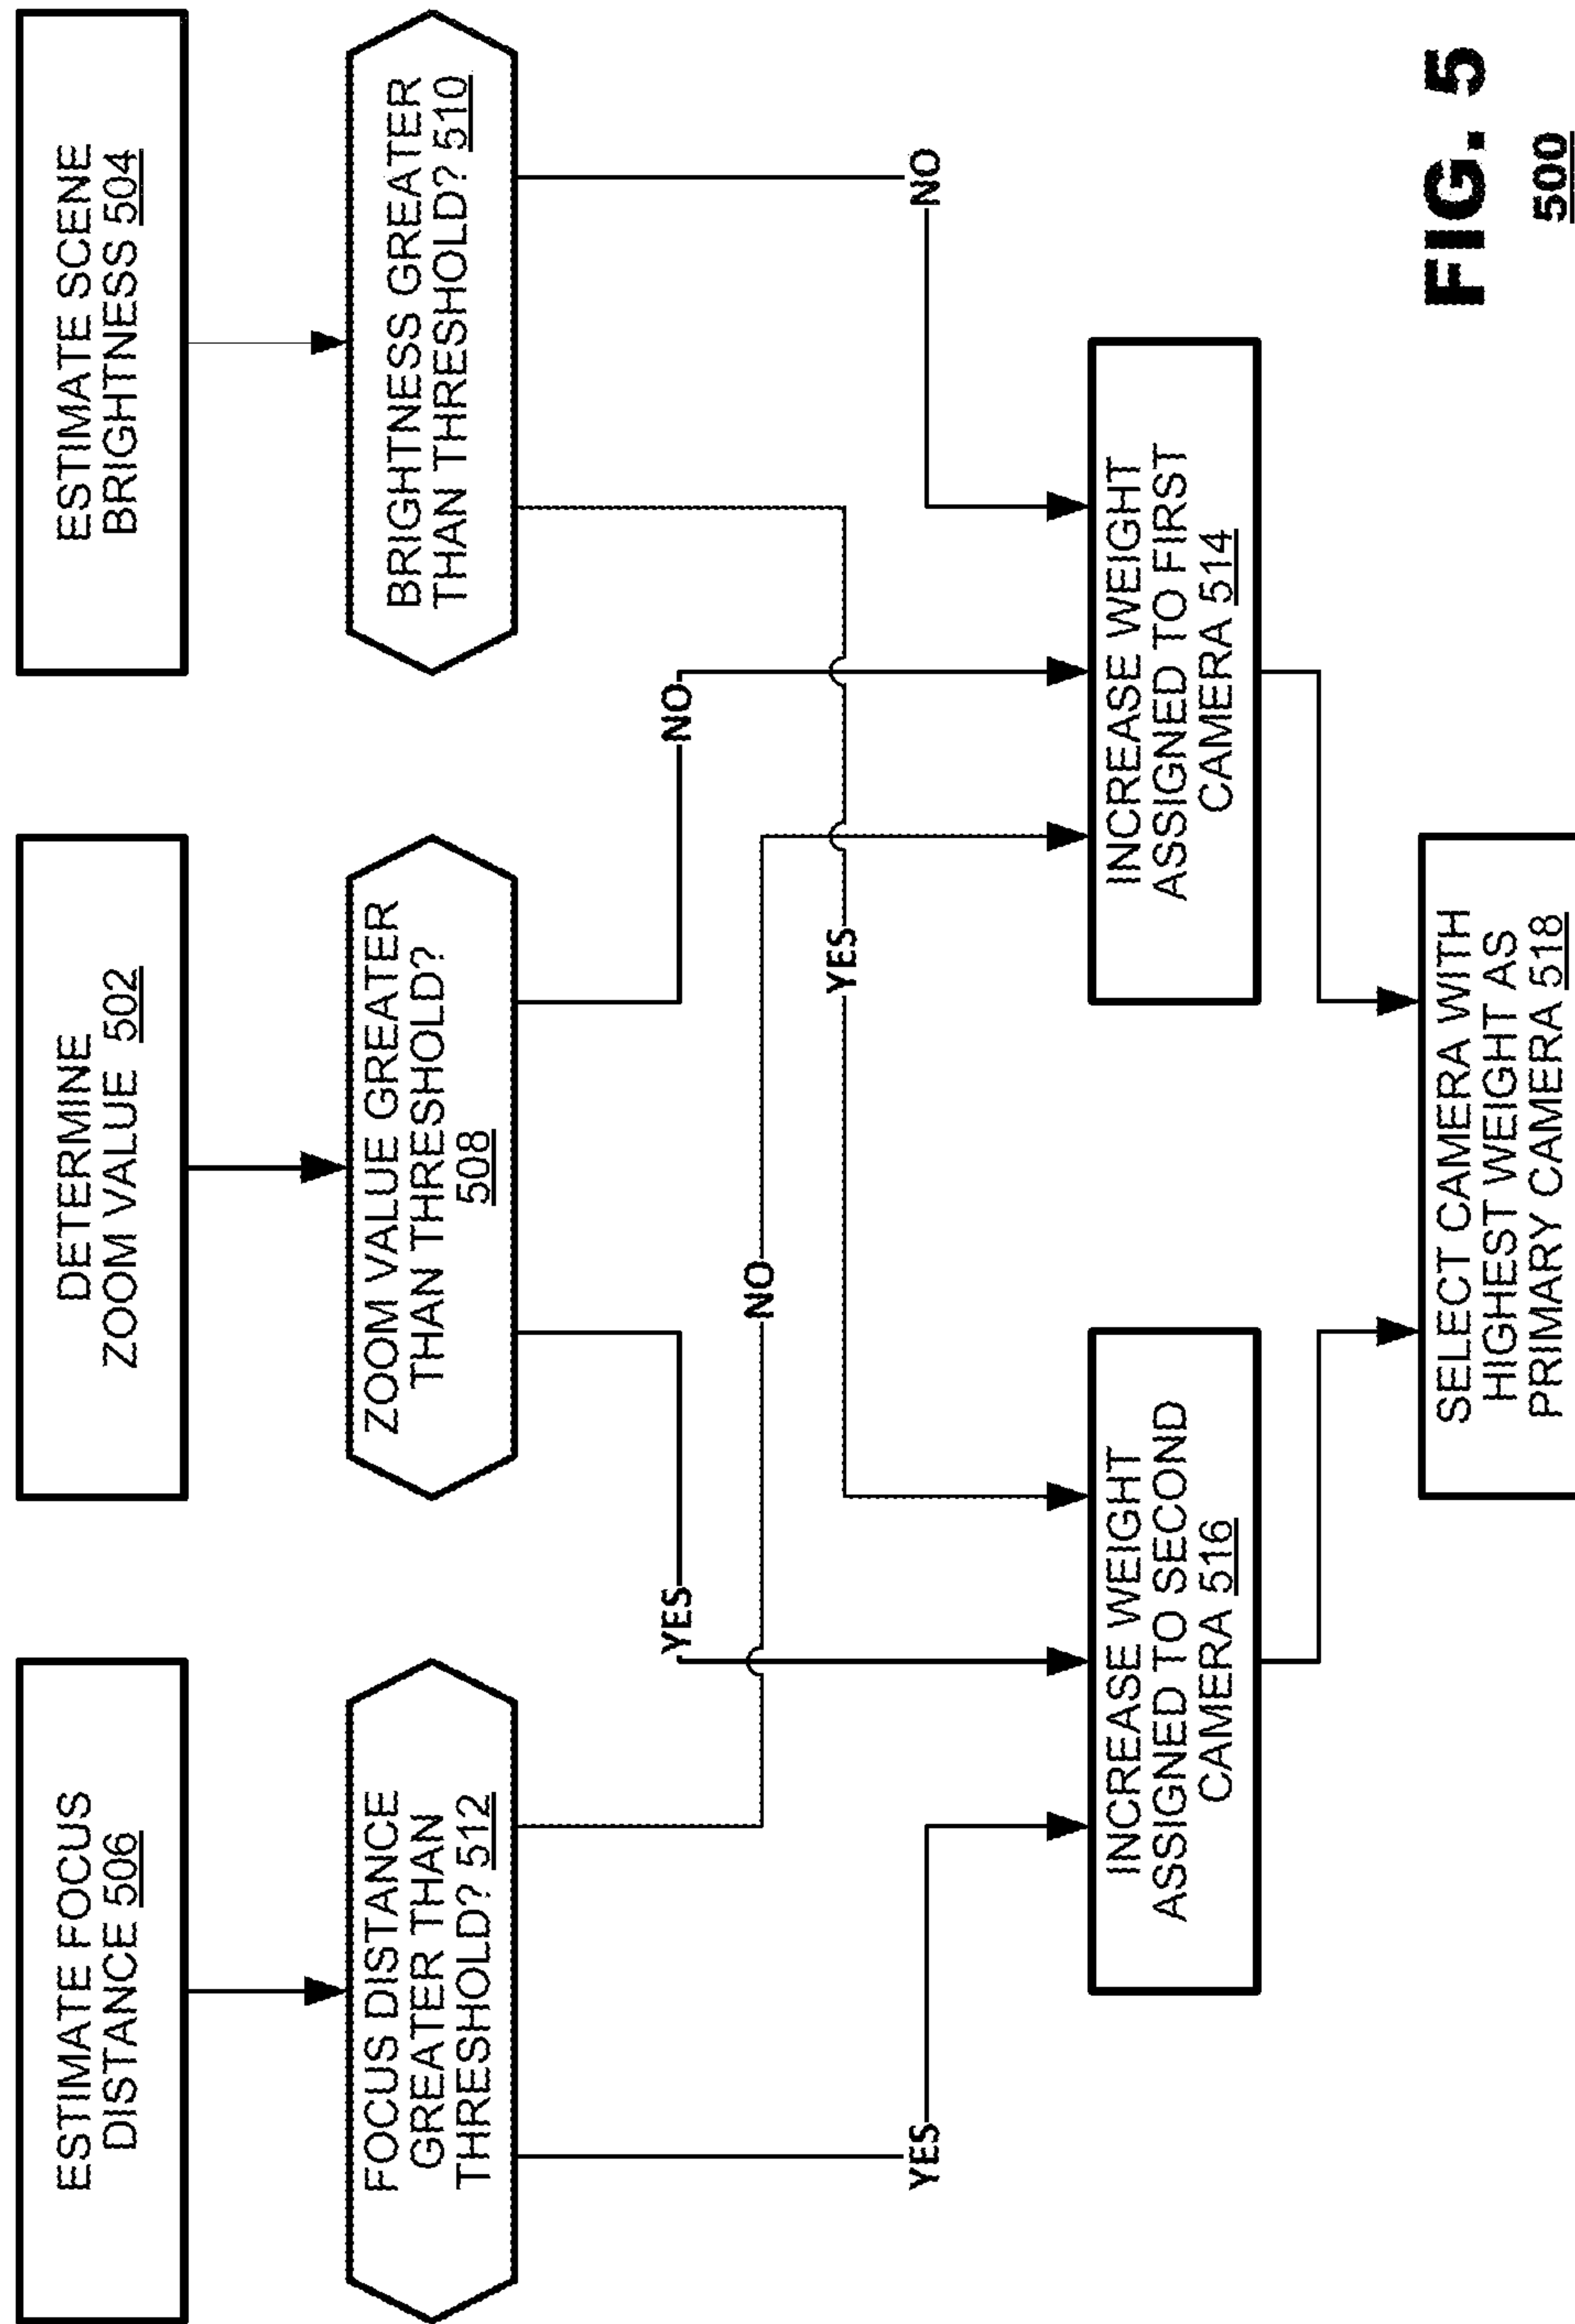 ESTIMATE FOCUS
DISTANCE 506
DETERMINE
ZOOM VALUE 502
ESTIMATE SCENE
BRIGHTNESS 504
FOCUS DISTANCE
GREATER THAN
THRESHOLD? 512
ZOOM VALUE GREATER
THAN THRESHOLD?
508
BRIGHTNESS GREATER
THAN THRESHOLD? 510
YES
NO
NO
YES
YES
NO
INCREASE WEIGHT
ASSIGNED TO SECOND
CAMERA 516
INCREASE WEIGHT
ASSIGNED TO FIRST
CAMERA 514
SELECT CAMERA WITH
HIGHEST WEIGHT AS
PRIMARY CAMERA 518
FIG. 5
500